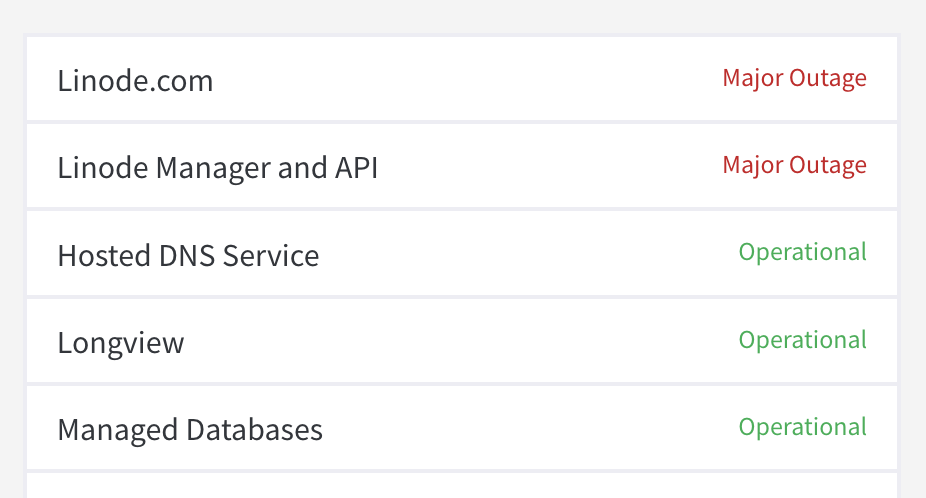 Linode.com Major Outage
Linode Manager and API Major Outage
Hosted DNS Service Operational
Longview Operational
Managed Databases Operational